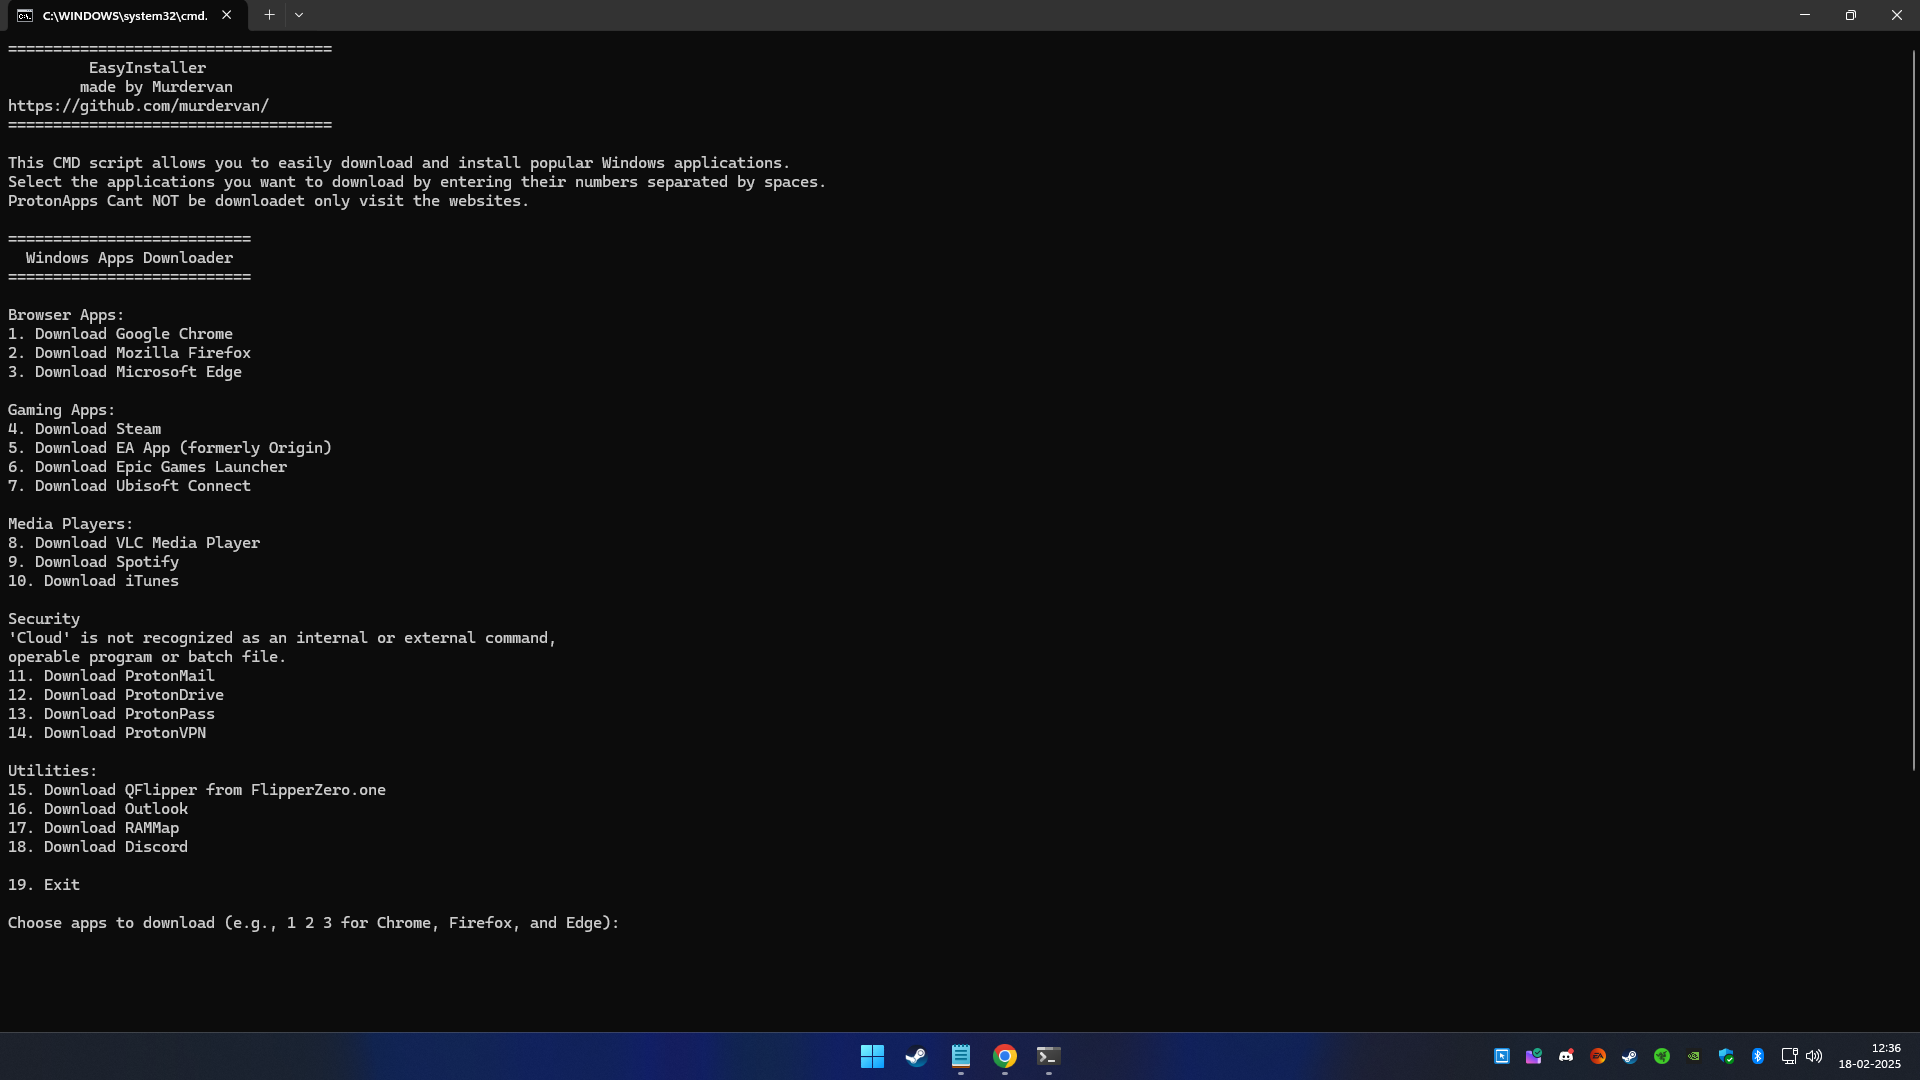 C:\WINDOWS\system32\cmd.
====================================
EasyInstaller
made by Murdervan
https://github.com/murdervan/
====================================
This CMD script allows you to easily download and install popular Windows applications.
Select the applications you want to download by entering their numbers separated by spaces.
ProtonApps Cant NOT be downloadet only visit the websites.
===========================
Windows Apps Downloader
===========================
Browser Apps:
1. Download Google Chrome
2. Download Mozilla Firefox
3. Download Microsoft Edge
Gaming Apps:
4. Download Steam
5. Download EA App (formerly Origin)
6. Download Epic Games Launcher
7. Download Ubisoft Connect
Media Players:
8. Download VLC Media Player
9. Download Spotify
10. Download iTunes
Security
'Cloud' is not recognized as an internal or external command,
operable program or batch file.
11. Download ProtonMail
12. Download ProtonDrive
13. Download ProtonPass
14. Download ProtonVPN
Utilities:
15. Download QFlipper from FlipperZero.one
16. Download Outlook
17. Download RAMMap
18. Download Discord
19. Exit
Choose apps to download (e.g., 1 2 3 for Chrome, Firefox, and Edge):
12:36
18-02-2025